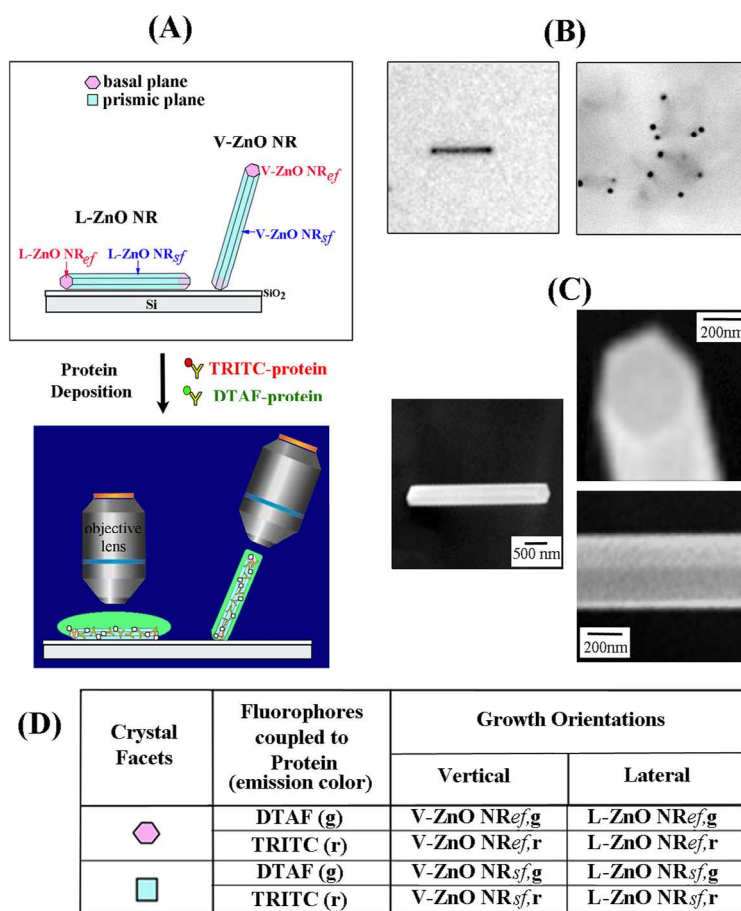 (A)
basal plane
prismic plane
V-ZnO NR
V-ZnO NRef
L-ZnO NR
V-ZnO NRsf
L-ZnO NRef
L-ZnO NRsf
SiO2
Si
Protein
Deposition
TRITC-protein
DTAF-protein
objective
lens
(B)
(C)
200nm
500 nm
200nm
(D)
Crystal
Facets
Fluorophores
coupled to
Protein
(emission color)
Growth Orientations
Vertical
Lateral
DTAF (g)
V-ZnO NRef,g
L-ZnO NRef,g
TRITC (r)
V-ZnO NRef,r
L-ZnO NRef,r
DTAF (g)
V-ZnO NRsf,g
L-ZnO NRsf,g
TRITC (r)
V-ZnO NRsf,r
L-ZnO NRsf,r